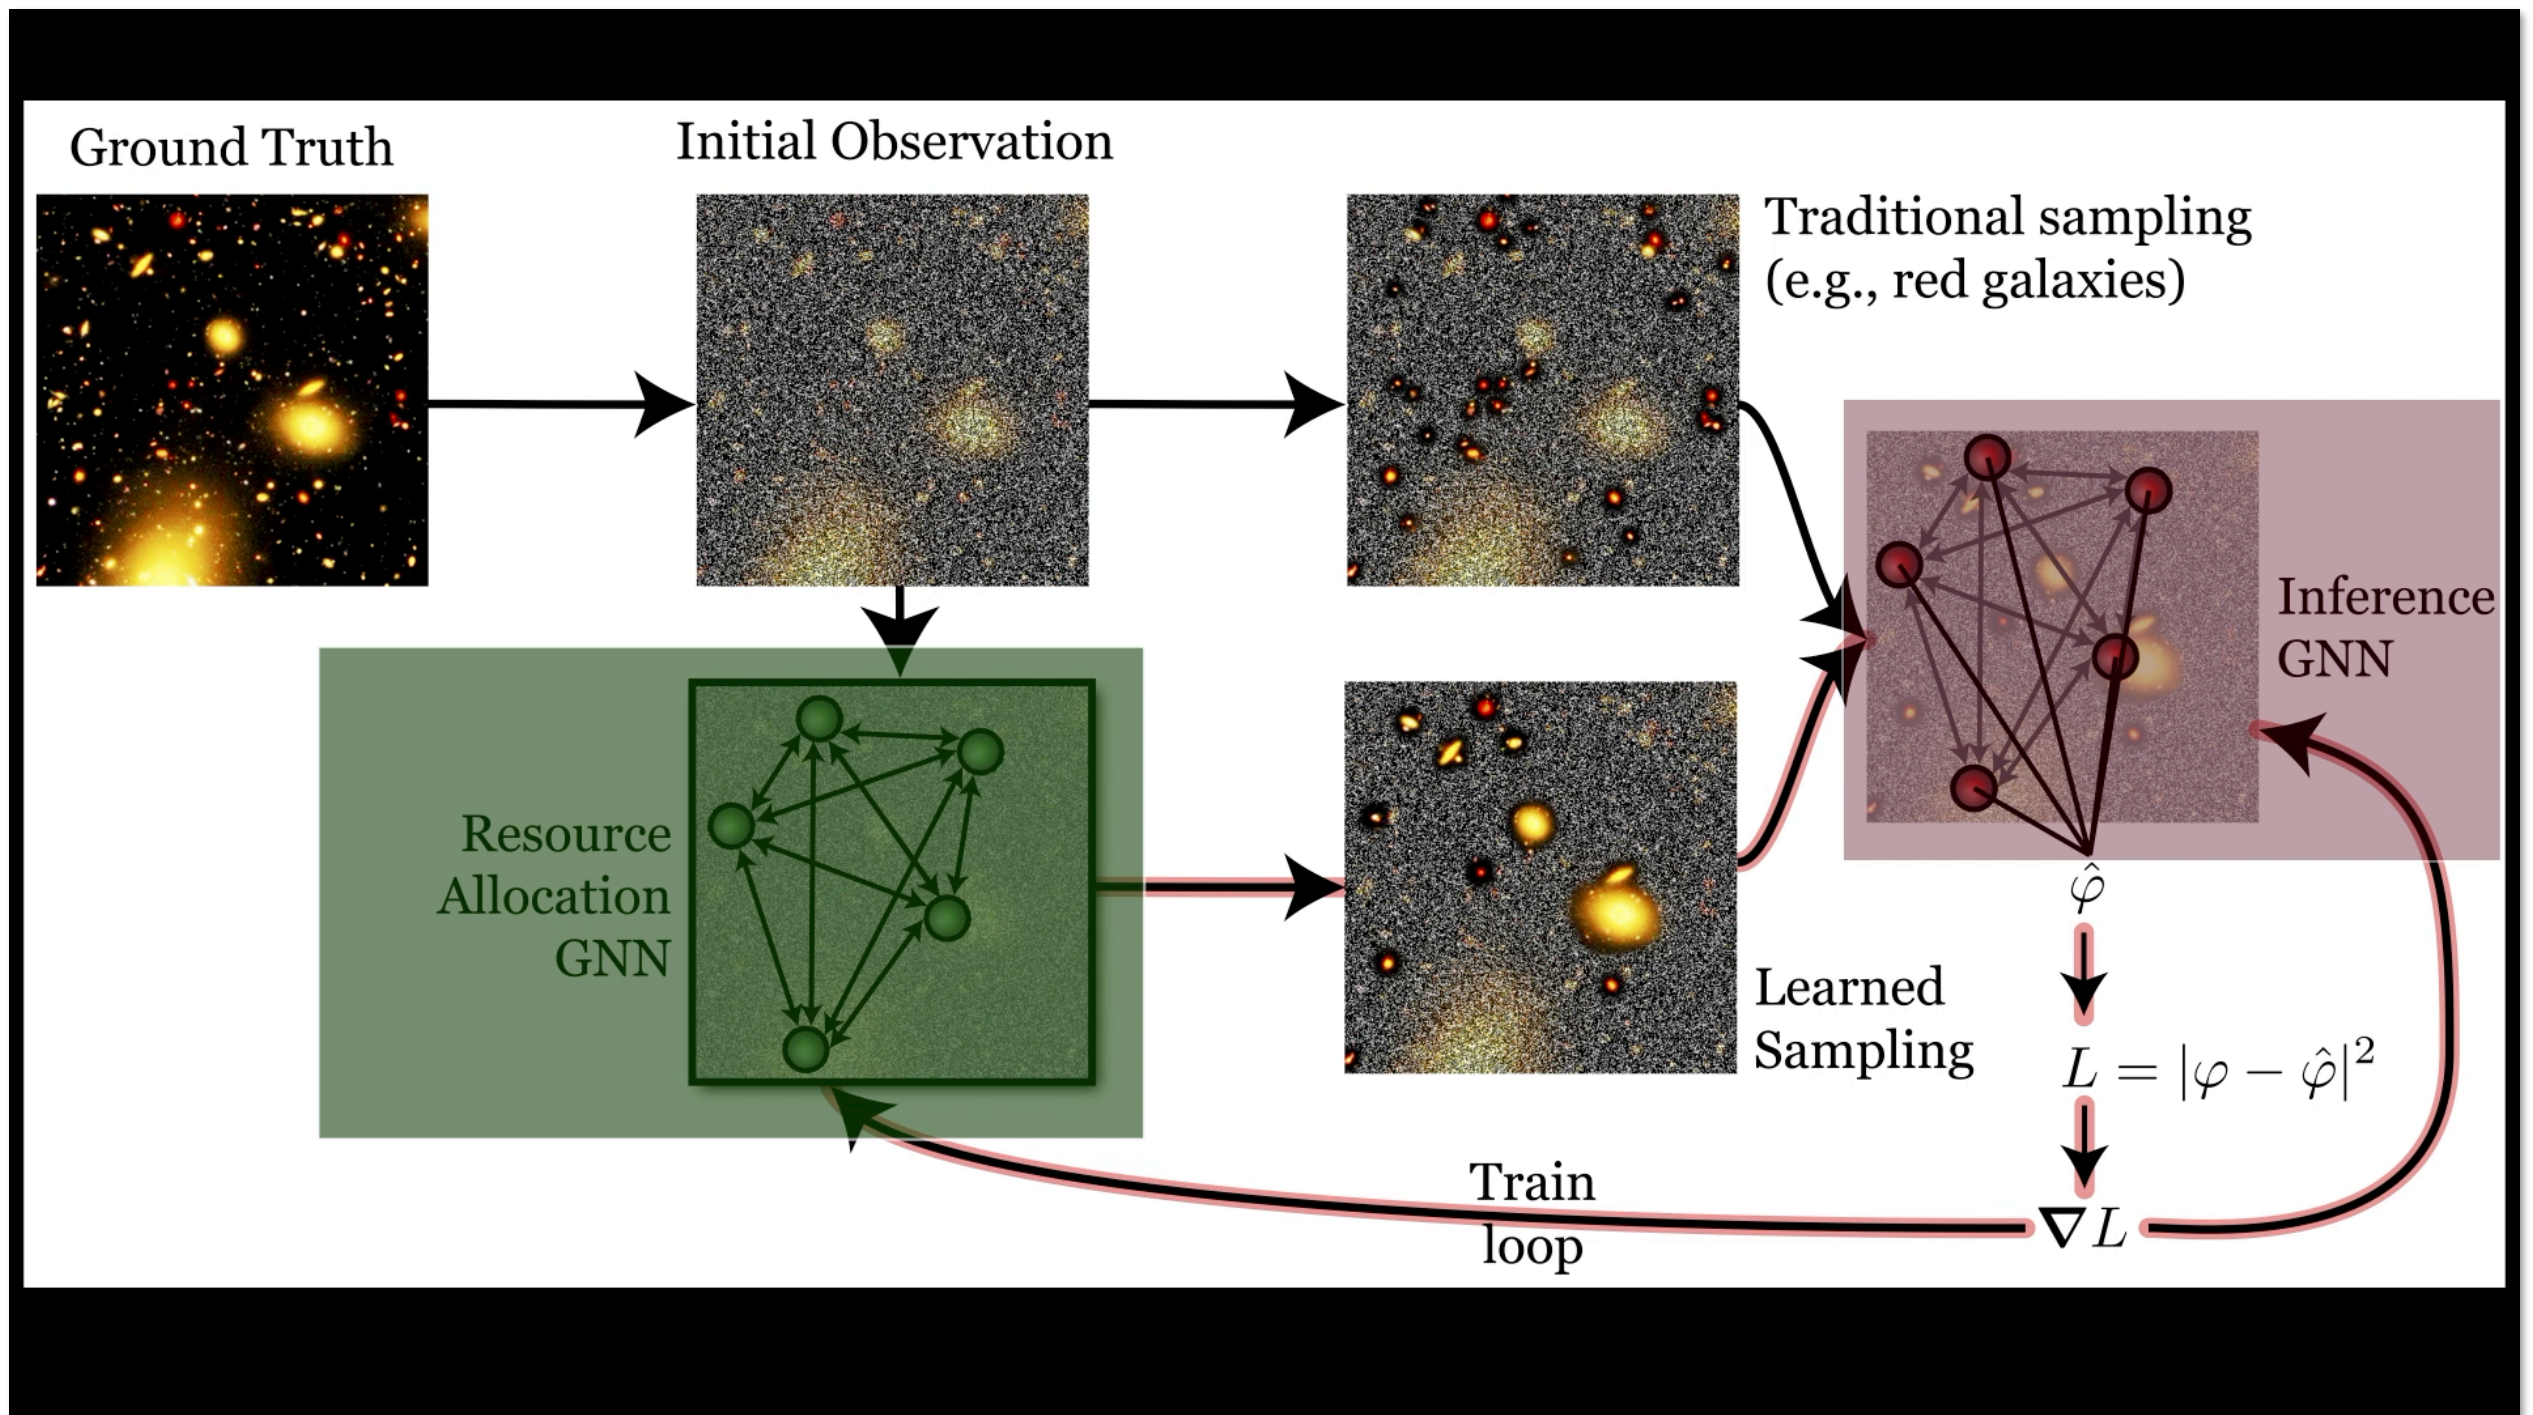 Ground Truth
Initial Observation
Traditional sampling
(e.g., red galaxies)
Inference
GNN
Resource
Allocation
GNN
Learned
Sampling
φ̂
L = |φ − φ̂|²
∇L
Train
loop